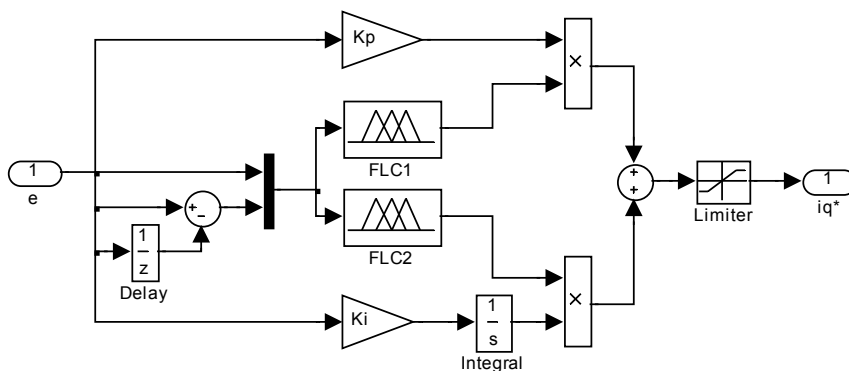 Kp
×
FLC1
1
e
+
−
FLC2
1
z
Delay
+
+
Limiter
1
iq*
Ki
1
s
Integral
×